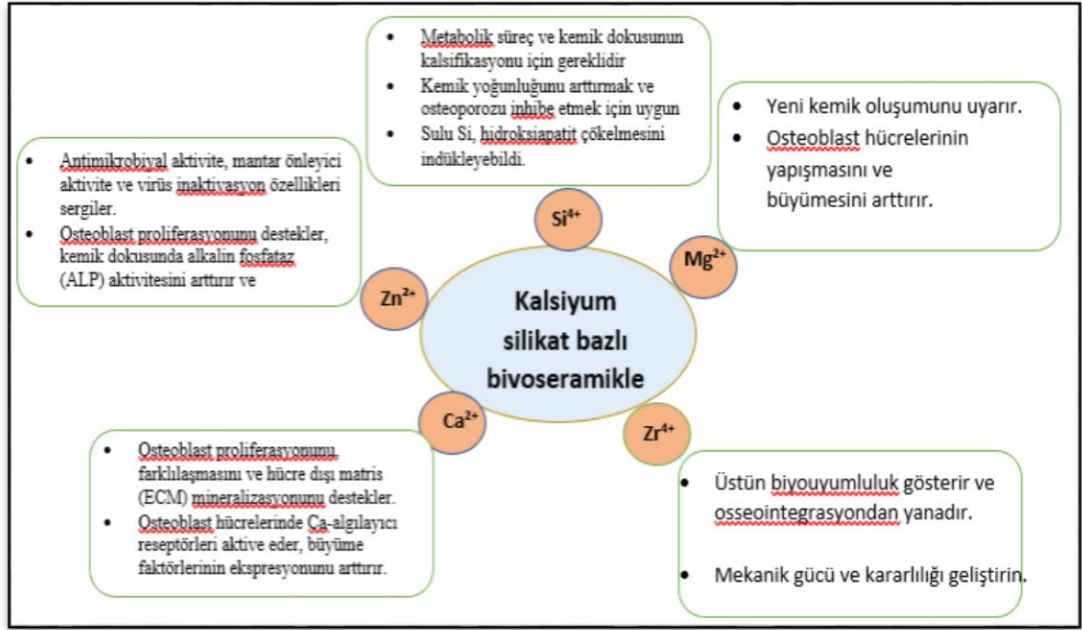 Metabolik süreç ve kemik dokusunun
kalsifikasyonu için gereklidir
Kemik yoğunluğunu arttırmak ve
osteoporozu inhibe etmek için uygun
Sulu Si, hidroksiapatit çökelmesini
indükleyebildi.
Yeni kemik oluşumunu uyarır.
Osteoblast hücrelerinin
yapışmasını ve
büyümesini arttırır.
Antimikrobiyal aktivite, mantar önleyici
aktivite ve virüs inaktivasyon özellikleri
sergiler.
Osteoblast proliferasyonunu destekler,
kemik dokusunda alkalin fosfataz
(ALP) aktivitesini arttırır ve
Si⁴⁺
Mg²⁺
Zn²⁺
Kalsiyum
silikat bazlı
bivoseramikle
Ca²⁺
Zr⁴⁺
Osteoblast proliferasyonunu,
farklılaşmasını ve hücre dışı matris
(ECM) mineralizasyonunu destekler.
Osteoblast hücrelerinde Ca-algılayıcı
reseptörleri aktive eder, büyüme
faktörlerinin ekspresyonunu arttırır.
Üstün biyouyumluluk gösterir ve
osseointegrasyondan yanadır.
Mekanik gücü ve kararlılığı geliştirin.